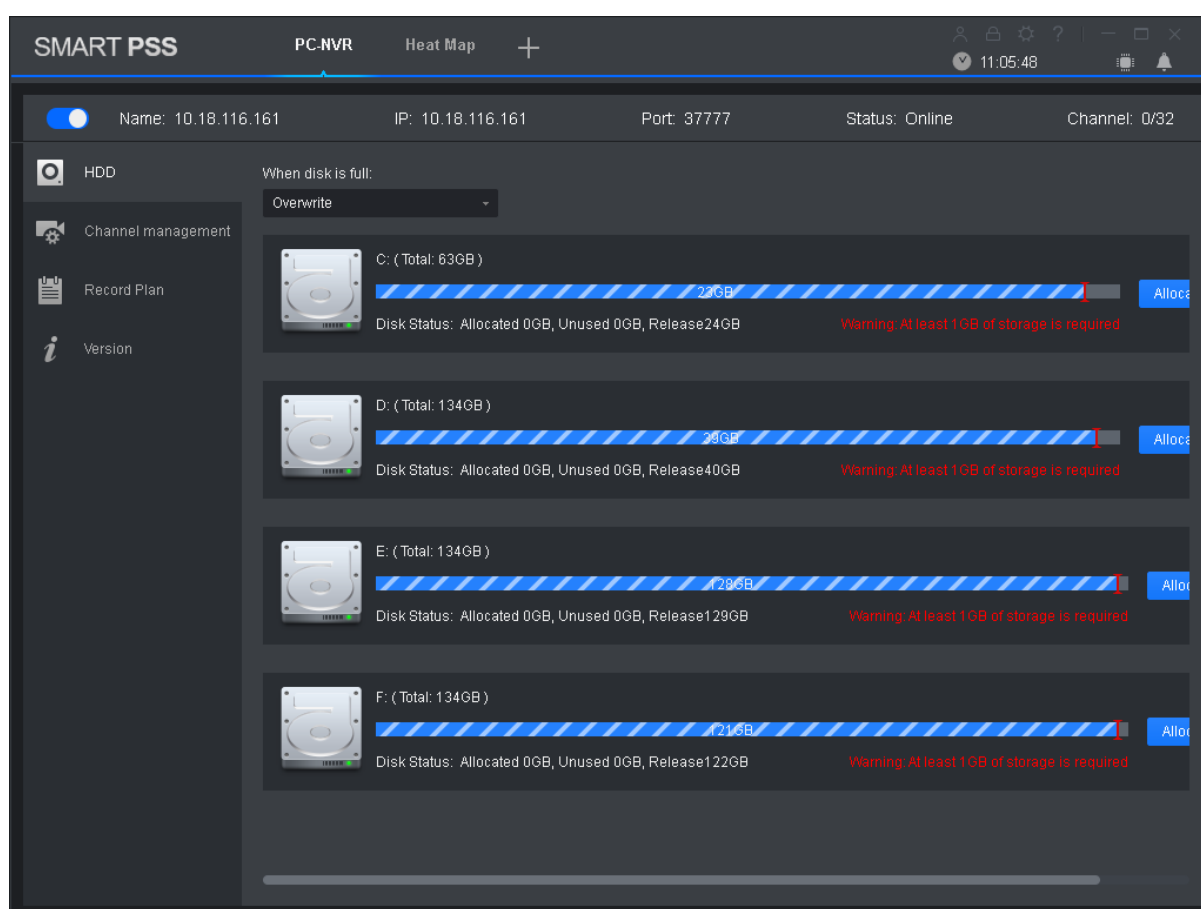 SMART PSS
PC-NVR
Heat Map
11:05:48
Name: 10.18.116.161
IP: 10.18.116.161
Port: 37777
Status: Online
Channel: 0/32
HDD
Channel management
Record Plan
Version
When disk is full:
Overwrite
C: ( Total: 63GB )
23GB
Alloca
Disk Status: Allocated 0GB, Unused 0GB, Release24GB
Warning:At least 1GB of storage is required
D: ( Total: 134GB )
39GB
Alloca
Disk Status: Allocated 0GB, Unused 0GB, Release40GB
Warning:At least 1GB of storage is required
E: ( Total: 134GB )
128GB
Alloc
Disk Status: Allocated 0GB, Unused 0GB, Release129GB
Warning:At least 1GB of storage is required
F: ( Total: 134GB )
121GB
Alloc
Disk Status: Allocated 0GB, Unused 0GB, Release122GB
Warning:At least 1GB of storage is required